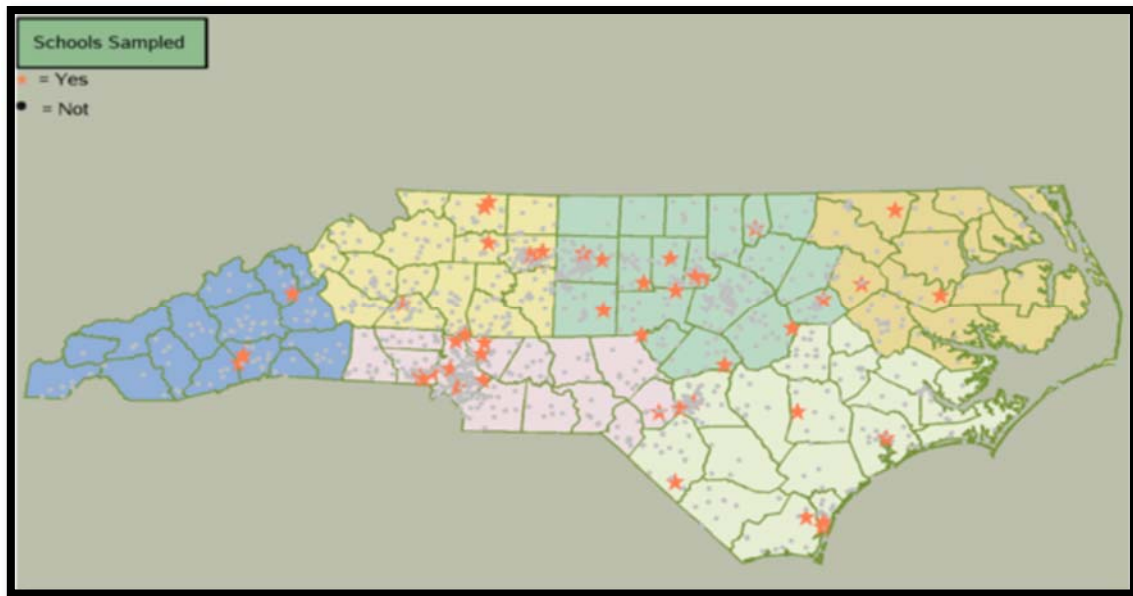 Schools Sampled
= Yes
= Not